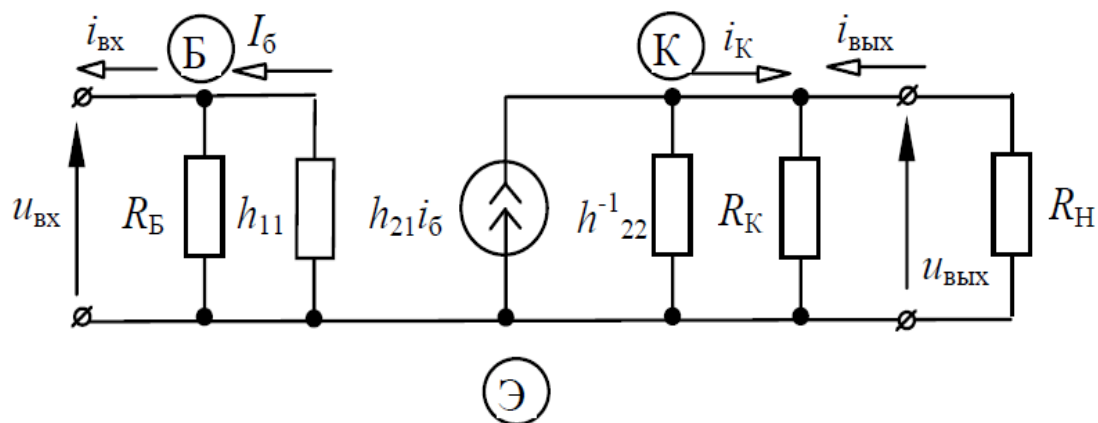 iвх
Б
Iб
К
iК
iвых
uвх
RБ
h11
h21iб
h-122
RК
uвых
RН
Э